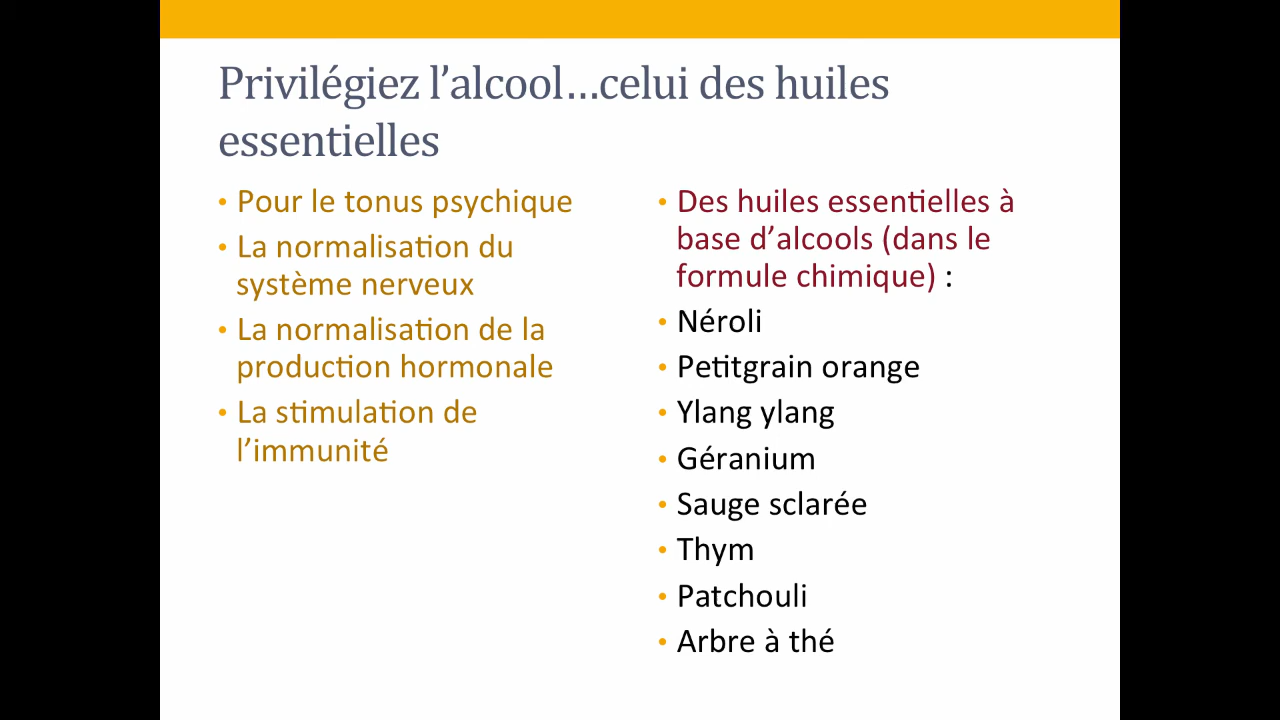 Privilégiez l’alcool…celui des huiles
essentielles
• Pour le tonus psychique
• La normalisation du
système nerveux
• La normalisation de la
production hormonale
• La stimulation de
l’immunité
• Des huiles essentielles à
base d’alcools (dans le
formule chimique) :
• Néroli
• Petitgrain orange
• Ylang ylang
• Géranium
• Sauge sclarée
• Thym
• Patchouli
• Arbre à thé